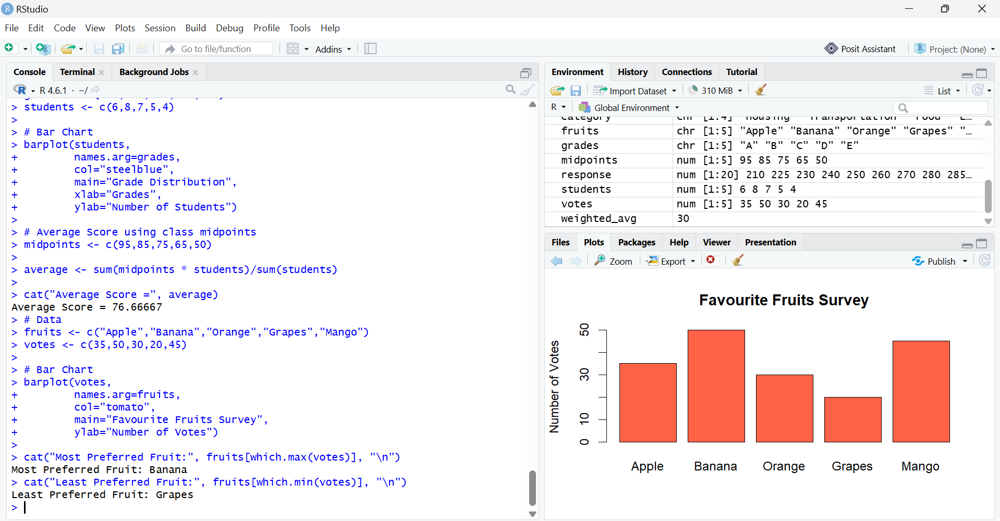 RStudio
File Edit Code View Plots Session Build Debug Profile Tools Help
Go to file/function Addins Posit Assistant Project: (None)
Console Terminal Background Jobs
R 4.6.1 · ~/
> students <- c(6,8,7,5,4)
>
> # Bar Chart
> barplot(students,
+         names.arg=grades,
+         col="steelblue",
+         main="Grade Distribution",
+         xlab="Grades",
+         ylab="Number of Students")
>
> # Average Score using class midpoints
> midpoints <- c(95,85,75,65,50)
>
> average <- sum(midpoints * students)/sum(students)
>
> cat("Average Score =", average)
Average Score = 76.66667
> # Data
> fruits <- c("Apple","Banana","Orange","Grapes","Mango")
> votes <- c(35,50,30,20,45)
>
> # Bar Chart
> barplot(votes,
+         names.arg=fruits,
+         col="tomato",
+         main="Favourite Fruits Survey",
+         ylab="Number of Votes")
>
> cat("Most Preferred Fruit:", fruits[which.max(votes)], "\n")
Most Preferred Fruit: Banana
> cat("Least Preferred Fruit:", fruits[which.min(votes)], "\n")
Least Preferred Fruit: Grapes
>
Environment History Connections Tutorial
Import Dataset 310 MiB List
R Global Environment
category chr [1:4] "Housing" "Transportation" "Food"
fruits chr [1:5] "Apple" "Banana" "Orange" "Grapes" "…
grades chr [1:5] "A" "B" "C" "D" "E"
midpoints num [1:5] 95 85 75 65 50
response num [1:20] 210 225 230 240 250 260 270 280 285…
students num [1:5] 6 8 7 5 4
votes num [1:5] 35 50 30 20 45
weighted_avg 30
Files Plots Packages Help Viewer Presentation
Zoom Export Publish
Favourite Fruits Survey
Number of Votes
50
30
10
0
Apple Banana Orange Grapes Mango